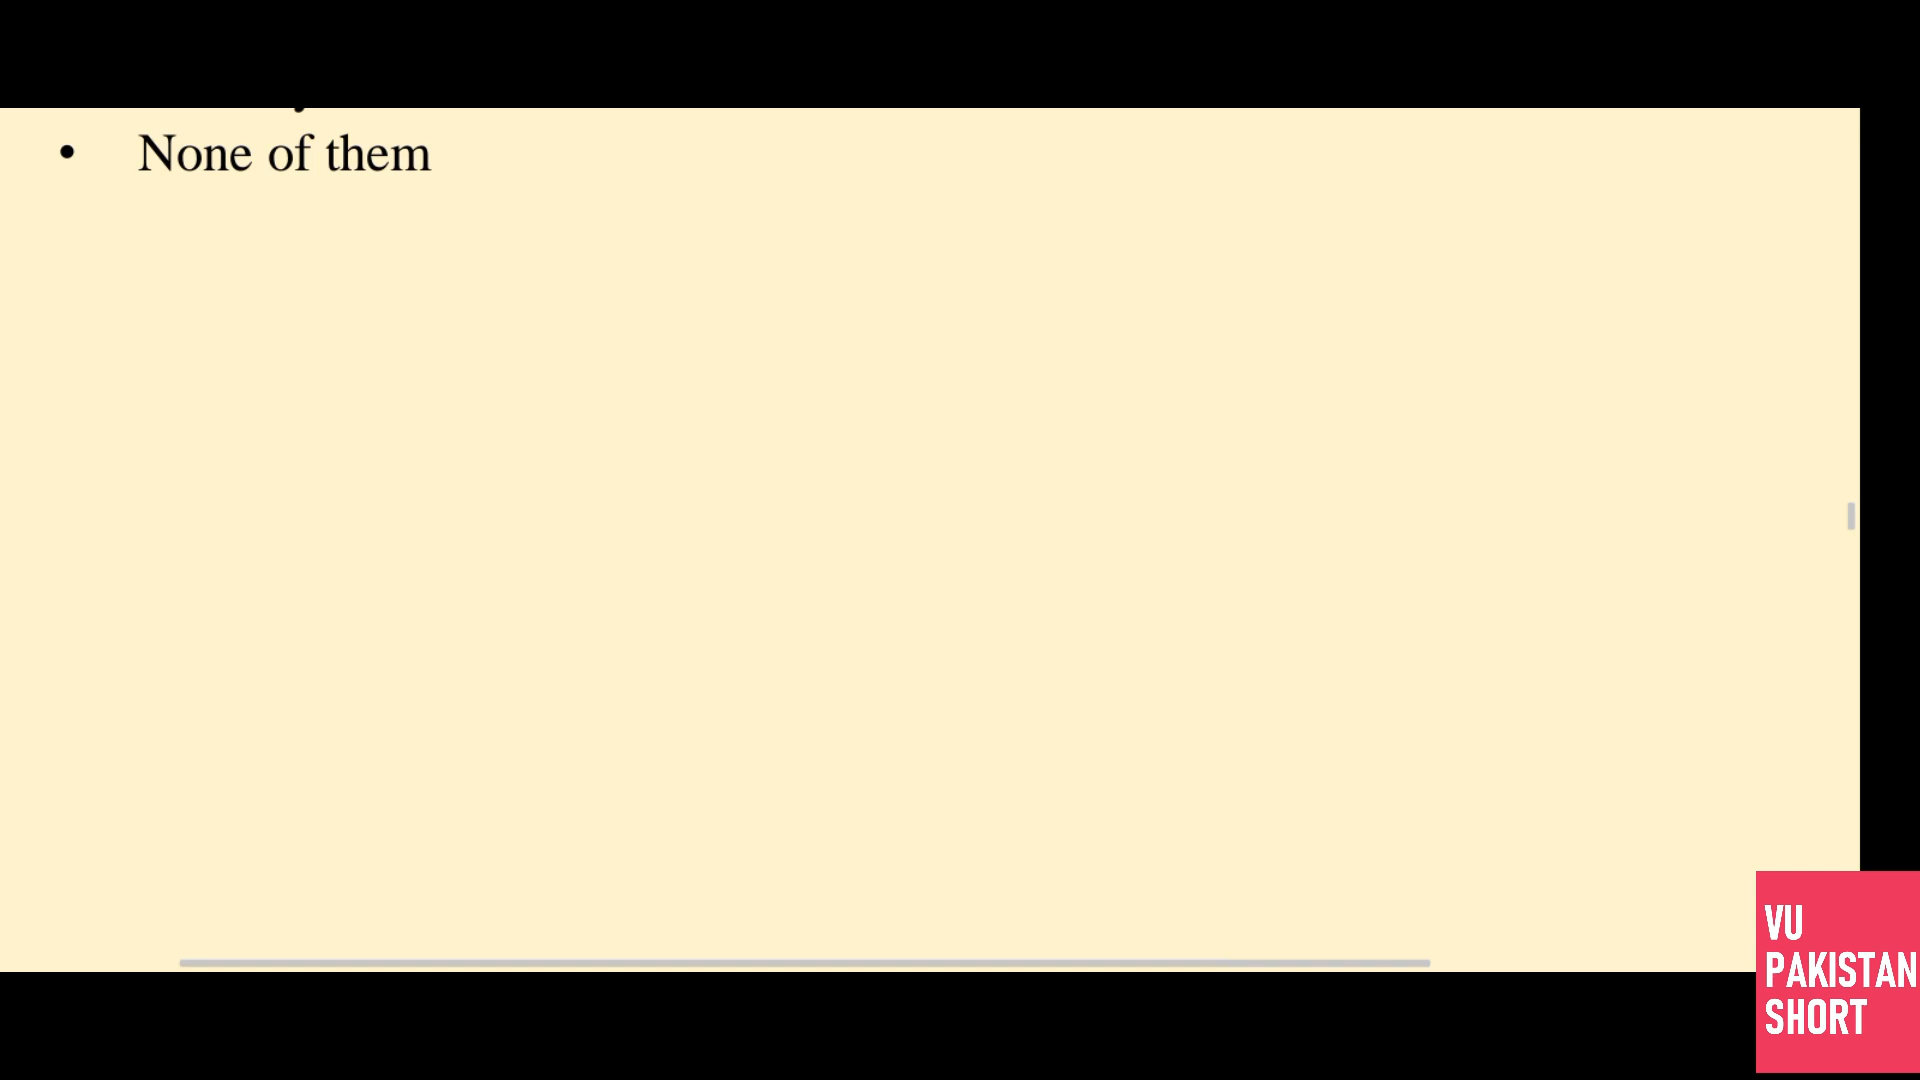 • None of them
VU
PAKISTAN
SHORT